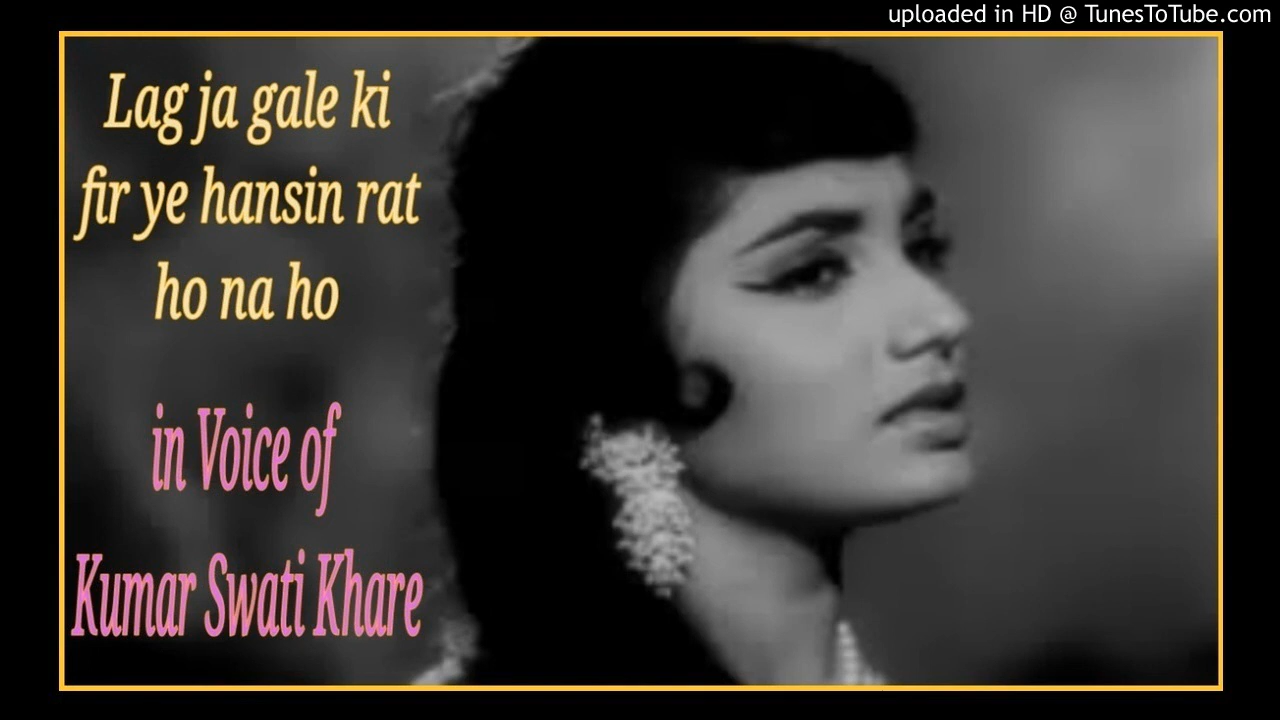 uploaded in HD @ TunesToTube.com
Lag ja gale ki
fir ye hansin rat
ho na ho
in Voice of
Kumar Swati Khare